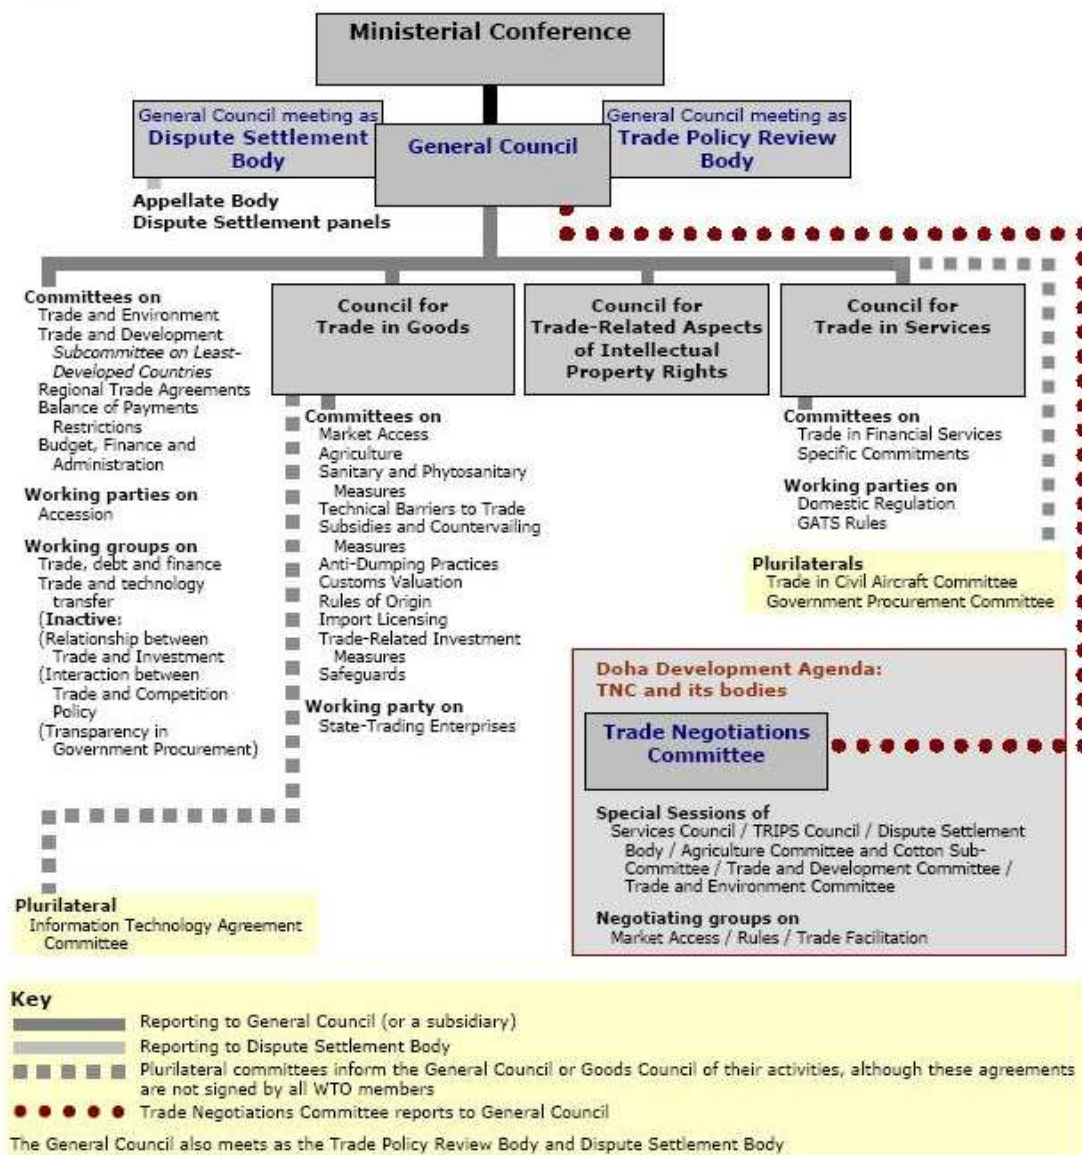 Ministerial Conference
General Council meeting as
Dispute Settlement
Body
General Council
General Council meeting as
Trade Policy Review
Body
Appellate Body
Dispute Settlement panels
Committees on
Trade and Environment
Trade and Development
Subcommittee on Least-
Developed Countries
Regional Trade Agreements
Balance of Payments
Restrictions
Budget, Finance and
Administration
Working parties on
Accession
Working groups on
Trade, debt and finance
Trade and technology
transfer
(Inactive:
(Relationship between
Trade and Investment
(Interaction between
Trade and Competition
Policy
(Transparency in
Government Procurement)
Council for
Trade in Goods
Committees on
Market Access
Agriculture
Sanitary and Phytosanitary
Measures
Technical Barriers to Trade
Subsidies and Countervailing
Measures
Anti-Dumping Practices
Customs Valuation
Rules of Origin
Import Licensing
Trade-Related Investment
Measures
Safeguards
Working party on
State-Trading Enterprises
Council for
Trade-Related Aspects
of Intellectual
Property Rights
Council for
Trade in Services
Committees on
Trade in Financial Services
Specific Commitments
Working parties on
Domestic Regulation
GATS Rules
Plurilaterals
Trade in Civil Aircraft Committee
Government Procurement Committee
Doha Development Agenda:
TNC and its bodies
Trade Negotiations
Committee
Special Sessions of
Services Council / TRIPS Council / Dispute Settlement
Body / Agriculture Committee and Cotton Sub-
Committee / Trade and Development Committee /
Trade and Environment Committee
Negotiating groups on
Market Access / Rules / Trade Facilitation
Plurilateral
Information Technology Agreement
Committee
Key
Reporting to General Council (or a subsidiary)
Reporting to Dispute Settlement Body
Plurilateral committees inform the General Council or Goods Council of their activities, although these agreements
are not signed by all WTO members
Trade Negotiations Committee reports to General Council
The General Council also meets as the Trade Policy Review Body and Dispute Settlement Body